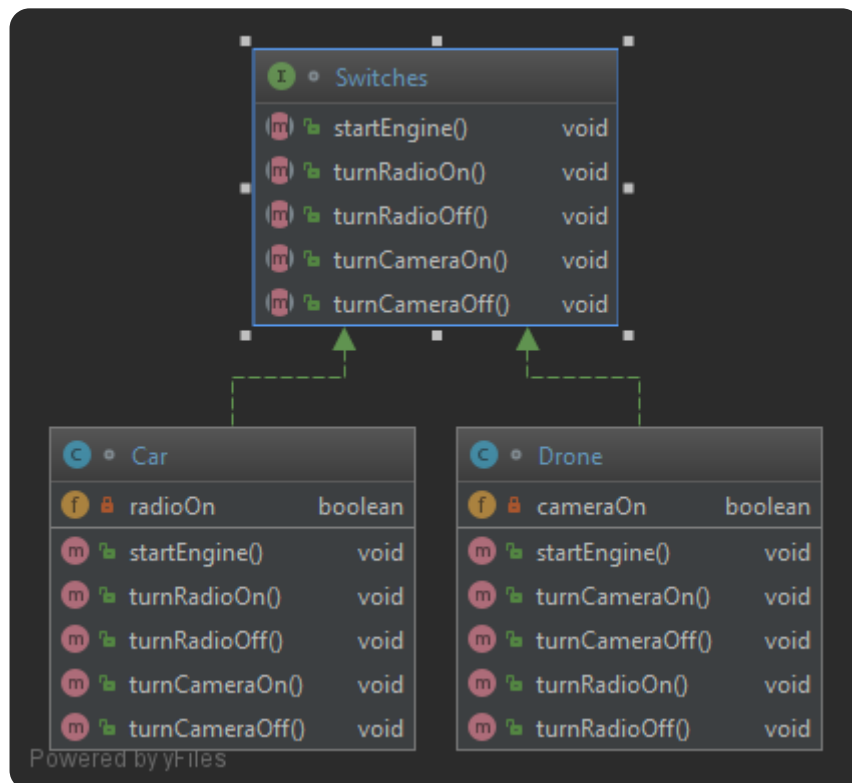 I Switches
m startEngine() void
m turnRadioOn() void
m turnRadioOff() void
m turnCameraOn() void
m turnCameraOff() void
C Car
f radioOn boolean
m startEngine() void
m turnRadioOn() void
m turnRadioOff() void
m turnCameraOn() void
m turnCameraOff() void
C Drone
f cameraOn boolean
m startEngine() void
m turnCameraOn() void
m turnCameraOff() void
m turnRadioOn() void
m turnRadioOff() void
Powered by yFiles